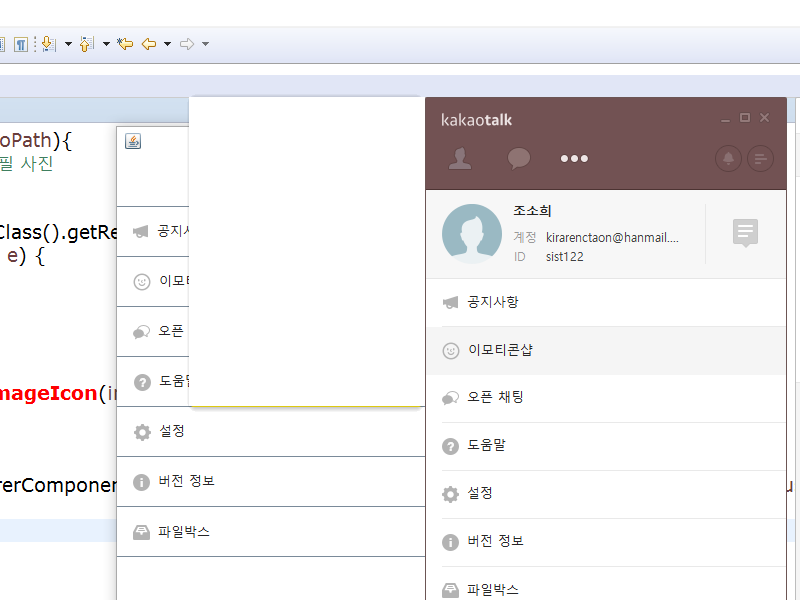 oPath){
필 사진
Class().getRe
e) {
mageIcon(i
rerComponen
공지
이모
오픈
도움
설정
버전 정보
파일박스
kakaotalk
조소희
계정 kirarenctaon@hanmail....
ID sist122
공지사항
이모티콘샵
오픈 채팅
도움말
설정
버전 정보
파일박스
u